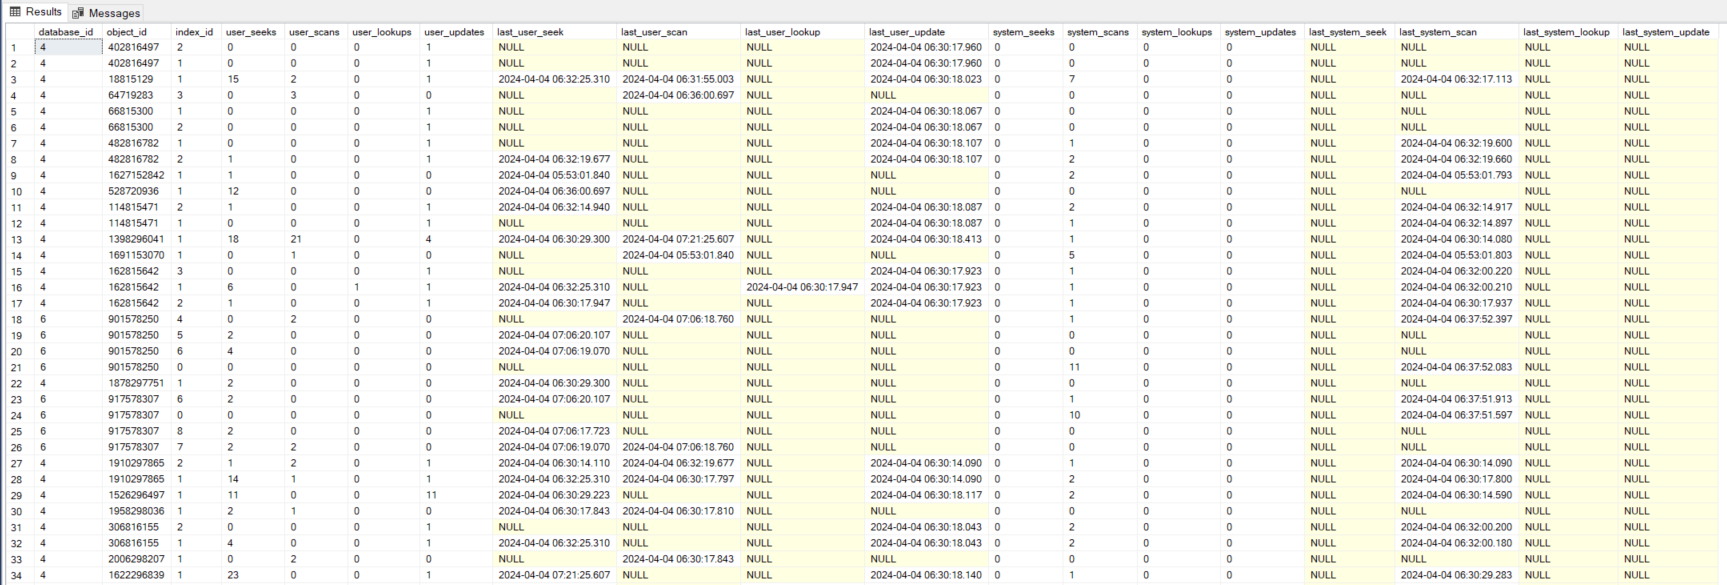 Results Messages
database_id object_id index_id user_seeks user_scans user_lookups user_updates last_user_seek last_user_scan last_user_lookup last_user_update system_seeks system_scans system_lookups system_updates last_system_seek last_system_scan last_system_lookup last_system_update
1 4 402816497 2 0 0 0 1 NULL NULL NULL 2024-04-04 06:30:17.960 0 0 0 0 NULL NULL NULL NULL
2 4 402816497 1 0 0 0 1 NULL NULL NULL 2024-04-04 06:30:17.960 0 0 0 0 NULL NULL NULL NULL
3 4 18815129 1 15 2 0 1 2024-04-04 06:32:25.310 2024-04-04 06:31:55.003 NULL 2024-04-04 06:30:18.023 0 7 0 0 NULL 2024-04-04 06:32:17.113 NULL NULL
4 4 64719283 3 0 3 0 0 NULL 2024-04-04 06:36:00.697 NULL NULL 0 0 0 0 NULL NULL NULL NULL
5 4 66815300 1 0 0 0 1 NULL NULL NULL 2024-04-04 06:30:18.067 0 0 0 0 NULL NULL NULL NULL
6 4 66815300 2 0 0 0 1 NULL NULL NULL 2024-04-04 06:30:18.067 0 0 0 0 NULL NULL NULL NULL
7 4 482816782 1 0 0 0 1 NULL NULL NULL 2024-04-04 06:30:18.107 0 1 0 0 NULL 2024-04-04 06:32:19.600 NULL NULL
8 4 482816782 2 1 0 0 1 2024-04-04 06:32:19.677 NULL NULL 2024-04-04 06:30:18.107 0 2 0 0 NULL 2024-04-04 06:32:19.660 NULL NULL
9 4 1627152842 1 1 0 0 0 2024-04-04 05:53:01.840 NULL NULL NULL 0 2 0 0 NULL 2024-04-04 05:53:01.793 NULL NULL
10 4 528720936 1 12 0 0 0 2024-04-04 06:36:00.697 NULL NULL NULL 0 0 0 0 NULL NULL NULL NULL
11 4 114815471 2 1 0 0 1 2024-04-04 06:32:14.940 NULL NULL 2024-04-04 06:30:18.087 0 2 0 0 NULL 2024-04-04 06:32:14.917 NULL NULL
12 4 114815471 1 0 0 0 1 NULL NULL NULL 2024-04-04 06:30:18.087 0 1 0 0 NULL 2024-04-04 06:32:14.897 NULL NULL
13 4 1398296041 1 18 21 0 4 2024-04-04 06:30:29.300 2024-04-04 07:21:25.607 NULL 2024-04-04 06:30:18.413 0 1 0 0 NULL 2024-04-04 06:30:14.080 NULL NULL
14 4 1691153070 1 0 1 0 0 NULL 2024-04-04 05:53:01.840 NULL NULL 0 5 0 0 NULL 2024-04-04 05:53:01.803 NULL NULL
15 4 162815642 3 0 0 0 1 NULL NULL NULL 2024-04-04 06:30:17.923 0 1 0 0 NULL 2024-04-04 06:32:00.220 NULL NULL
16 4 162815642 1 6 0 1 1 2024-04-04 06:32:25.310 NULL 2024-04-04 06:30:17.947 2024-04-04 06:30:17.923 0 1 0 0 NULL 2024-04-04 06:32:00.210 NULL NULL
17 4 162815642 2 1 0 0 1 2024-04-04 06:30:17.947 NULL NULL 2024-04-04 06:30:17.923 0 1 0 0 NULL 2024-04-04 06:30:17.937 NULL NULL
18 6 901578250 4 0 2 0 0 NULL 2024-04-04 07:06:18.760 NULL NULL 0 1 0 0 NULL 2024-04-04 06:37:52.397 NULL NULL
19 6 901578250 5 2 0 0 0 2024-04-04 07:06:20.107 NULL NULL NULL 0 0 0 0 NULL NULL NULL NULL
20 6 901578250 6 4 0 0 0 2024-04-04 07:06:19.070 NULL NULL NULL 0 0 0 0 NULL NULL NULL NULL
21 6 901578250 0 0 0 0 0 NULL NULL NULL NULL 0 11 0 0 NULL 2024-04-04 06:37:52.083 NULL NULL
22 4 1878297751 1 2 0 0 0 2024-04-04 06:30:29.300 NULL NULL NULL 0 0 0 0 NULL NULL NULL NULL
23 6 917578307 6 2 0 0 0 2024-04-04 07:06:20.107 NULL NULL NULL 0 1 0 0 NULL 2024-04-04 06:37:51.913 NULL NULL
24 6 917578307 0 0 0 0 0 NULL NULL NULL NULL 0 10 0 0 NULL 2024-04-04 06:37:51.597 NULL NULL
25 6 917578307 8 2 0 0 0 2024-04-04 07:06:17.723 NULL NULL NULL 0 0 0 0 NULL NULL NULL NULL
26 6 917578307 7 2 2 0 0 2024-04-04 07:06:19.070 2024-04-04 07:06:18.760 NULL NULL 0 0 0 0 NULL NULL NULL NULL
27 4 1910297865 2 1 2 0 1 2024-04-04 06:30:14.110 2024-04-04 06:32:19.677 NULL 2024-04-04 06:30:14.090 0 1 0 0 NULL 2024-04-04 06:30:14.090 NULL NULL
28 4 1910297865 1 14 1 0 1 2024-04-04 06:32:25.310 2024-04-04 06:30:17.797 NULL 2024-04-04 06:30:14.090 0 2 0 0 NULL 2024-04-04 06:30:17.800 NULL NULL
29 4 1526296497 1 11 0 0 11 2024-04-04 06:30:29.223 NULL NULL 2024-04-04 06:30:18.117 0 2 0 0 NULL 2024-04-04 06:30:14.590 NULL NULL
30 4 1958298036 1 2 1 0 0 2024-04-04 06:30:17.843 2024-04-04 06:30:17.810 NULL NULL 0 0 0 0 NULL NULL NULL NULL
31 4 306816155 2 0 0 0 1 NULL NULL NULL 2024-04-04 06:30:18.043 0 2 0 0 NULL 2024-04-04 06:32:00.200 NULL NULL
32 4 306816155 1 4 0 0 1 2024-04-04 06:32:25.310 NULL NULL 2024-04-04 06:30:18.043 0 2 0 0 NULL 2024-04-04 06:32:00.180 NULL NULL
33 4 2006298207 1 0 2 0 0 NULL 2024-04-04 06:30:17.843 NULL NULL 0 0 0 0 NULL NULL NULL NULL
34 4 1622296839 1 23 0 0 1 2024-04-04 07:21:25.607 NULL NULL 2024-04-04 06:30:18.140 0 1 0 0 NULL 2024-04-04 06:30:29.283 NULL NULL